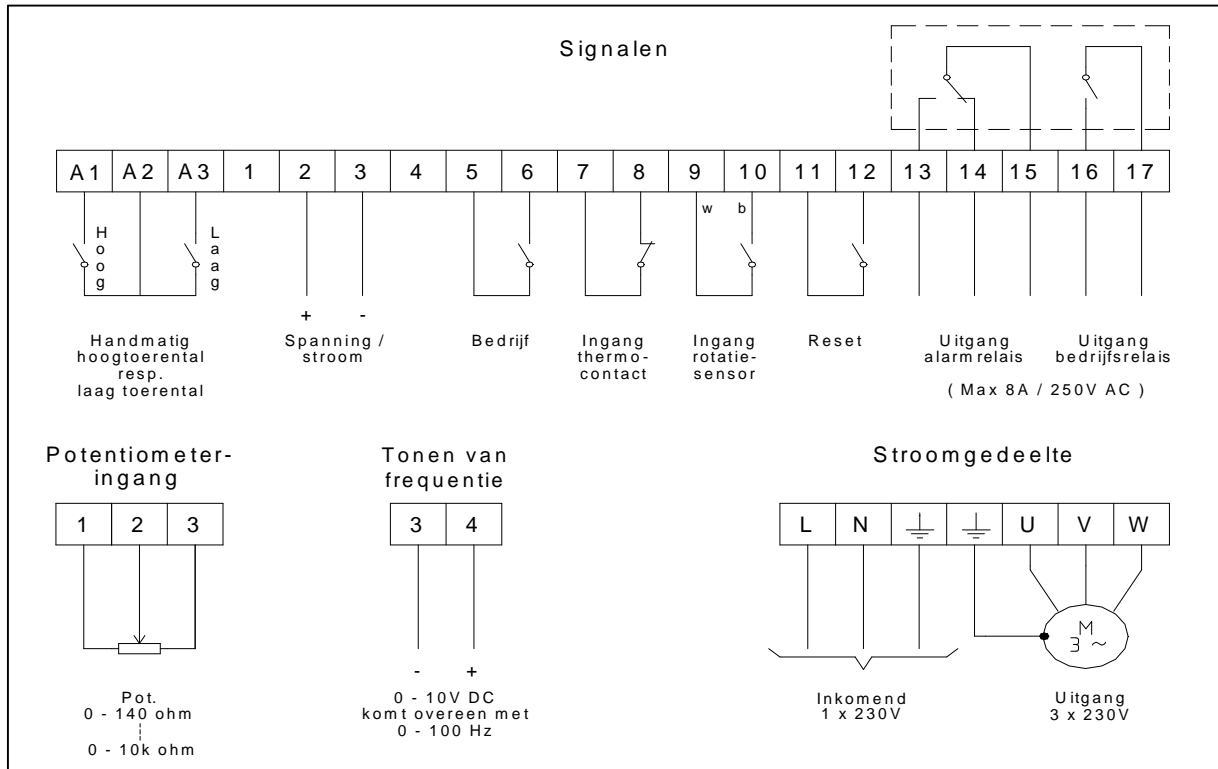 Signalen
A1 A2 A3 1 2 3 4 5 6 7 8 9 10 11 12 13 14 15 16 17
Hoog
Laag
w b
+ -
Handmatig
hoogtoerental
resp.
laag toerental
Spanning /
stroom
Bedrijf
Ingang
thermo-
contact
Ingang
rotatie-
sensor
Reset
Uitgang
alarmrelais
Uitgang
bedrijfsrelais
( Max 8A / 250V AC )
Potentiometer-
ingang
1 2 3
Pot.
0 - 140 ohm
0 - 10k ohm
Tonen van
frequentie
3 4
- +
0 - 10V DC
komt overeen met
0 - 100 Hz
Stroomgedeelte
L N U V W
M
3 ~
Inkomend
1 x 230V
Uitgang
3 x 230V